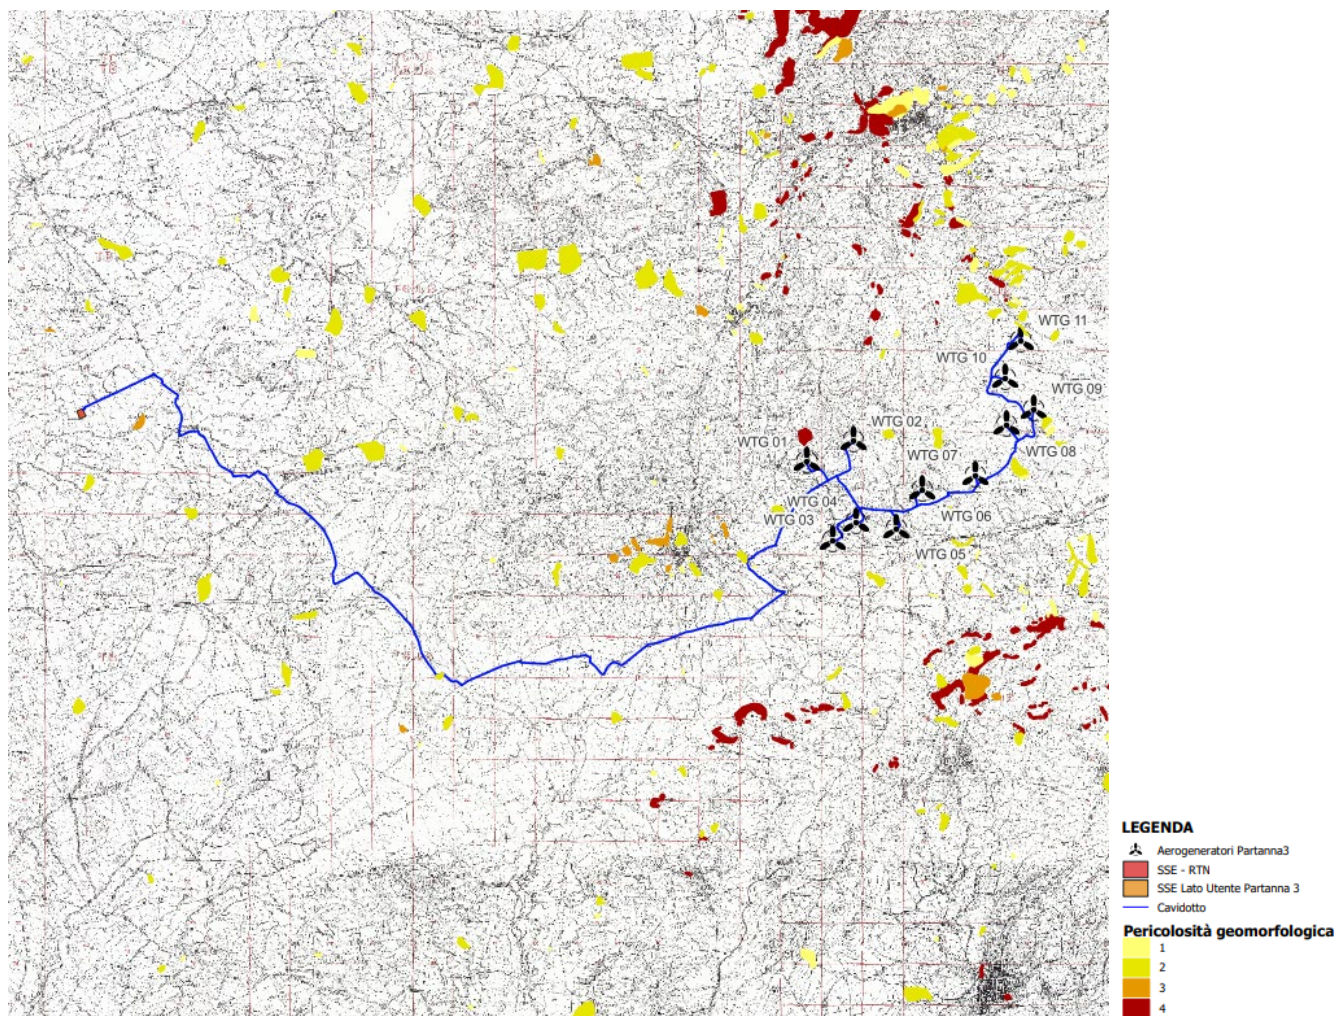 WTG 11
WTG 10
WTG 09
WTG 02
WTG 01
WTG 08
WTG 07
WTG 04
WTG 03
WTG 06
WTG 05
LEGENDA
Aerogeneratori Partanna3
SSE - RTN
SSE Lato Utente Partanna 3
Cavidotto
Pericolosità geomorfologica
1
2
3
4